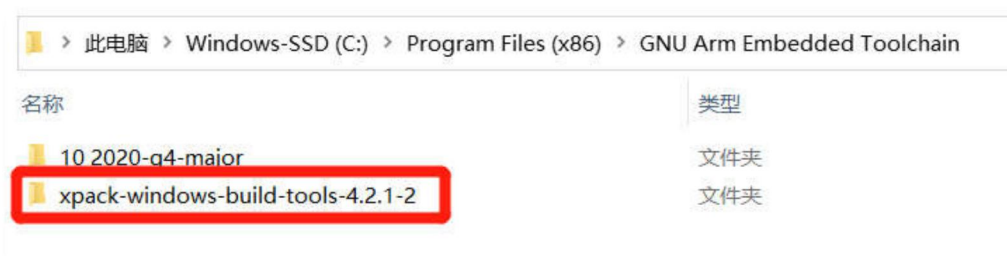 此电脑 > Windows-SSD (C:) > Program Files (x86) > GNU Arm Embedded Toolchain
名称 类型
10 2020-q4-major 文件夹
xpack-windows-build-tools-4.2.1-2 文件夹